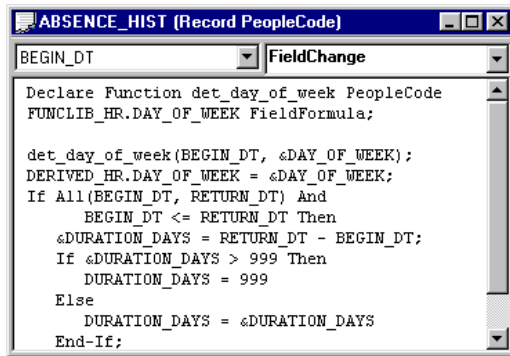 ABSENCE_HIST (Record PeopleCode)
BEGIN_DT FieldChange
Declare Function det_day_of_week PeopleCode
FUNCLIB_HR.DAY_OF_WEEK FieldFormula;
det_day_of_week(BEGIN_DT, &DAY_OF_WEEK);
DERIVED_HR.DAY_OF_WEEK = &DAY_OF_WEEK;
If All(BEGIN_DT, RETURN_DT) And
BEGIN_DT <= RETURN_DT Then
&DURATION_DAYS = RETURN_DT - BEGIN_DT;
If &DURATION_DAYS > 999 Then
DURATION_DAYS = 999
Else
DURATION_DAYS = &DURATION_DAYS
End-If;